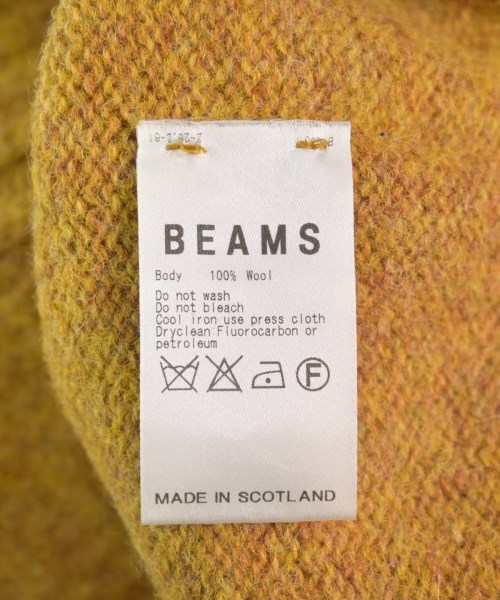 BEAMS
Body 100% Wool
Do not wash
Do not bleach
Cool iron use press cloth
Dryclean:Fluorocarbon or
petroleum
F
MADE IN SCOTLAND